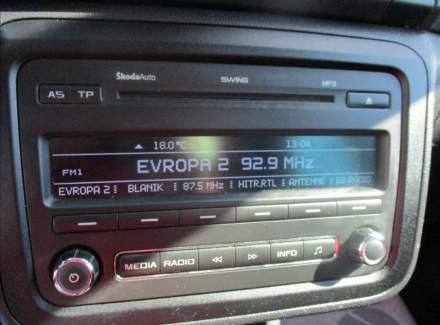 ŠkodaAuto SWING MP3
AS TP
18.0°C 13:04
FM1 EVROPA 2 92.9 MHz
EVROPA 2 BLANIK 87.5 MHz HITR.RTL ANTENNE
MEDIA RADIO INFO